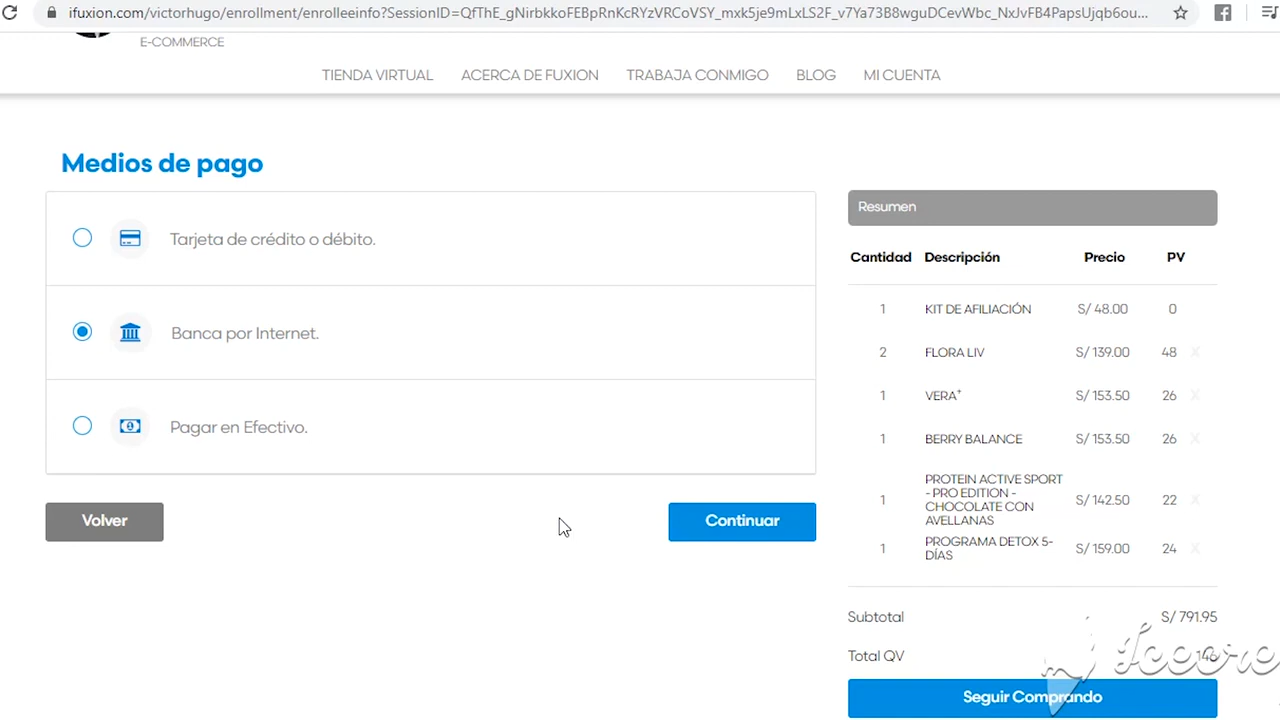 ifuxion.com/victorhugo/enrollment/enrolleeinfo?SessionID=QfThE_gNirbkkoFEBpRnKcRYzVRCoVSY_mxk5je9mLxLS2F_v7Ya73B8wguDCevWbc_NxJvFB4PapsUjqb6ou...
E-COMMERCE
TIENDA VIRTUAL ACERCA DE FUXION TRABAJA CONMIGO BLOG MI CUENTA
Medios de pago
Tarjeta de crédito o débito.
Banca por Internet.
Pagar en Efectivo.
Volver
Continuar
Resumen
Cantidad Descripción Precio PV
1 KIT DE AFILIACIÓN S/ 48.00 0
2 FLORA LIV S/ 139.00 48 X
1 VERA+ S/ 153.50 26 X
1 BERRY BALANCE S/ 153.50 26 X
PROTEIN ACTIVE SPORT
- PRO EDITION -
1 CHOCOLATE CON S/ 142.50 22 X
AVELLANAS
1 PROGRAMA DETOX 5- S/ 159.00 24 X
DÍAS
Subtotal S/ 791.95
Total QV 146
Seguir Comprando